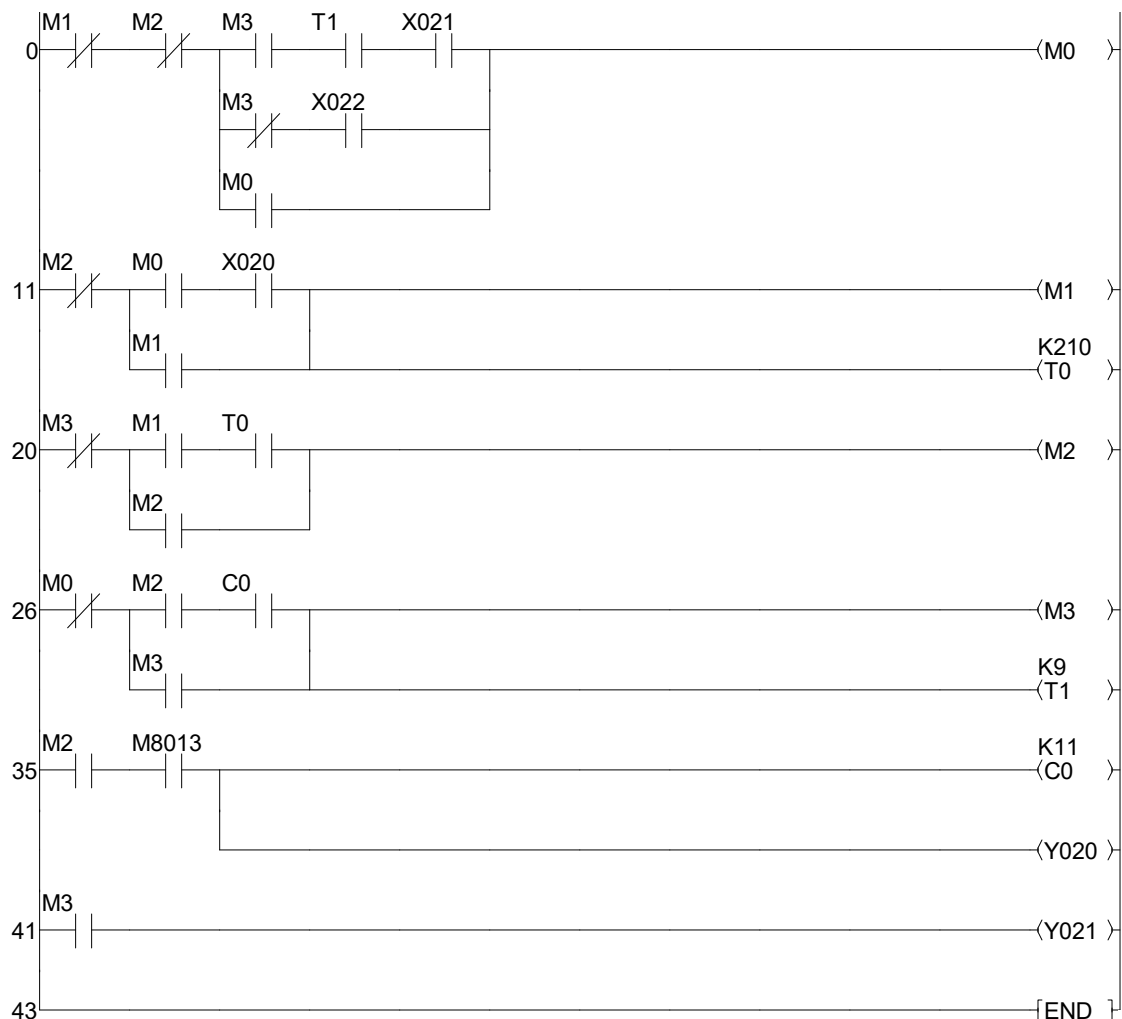 M1 M2 M3 T1 X021
0 M0
M3 X022
M0
M2 M0 X020
11 M1
M1 K210
T0
M3 M1 T0
20 M2
M2
M0 M2 C0
26 M3
M3 K9
T1
M2 M8013 K11
35 C0
Y020
M3
41 Y021
43 END